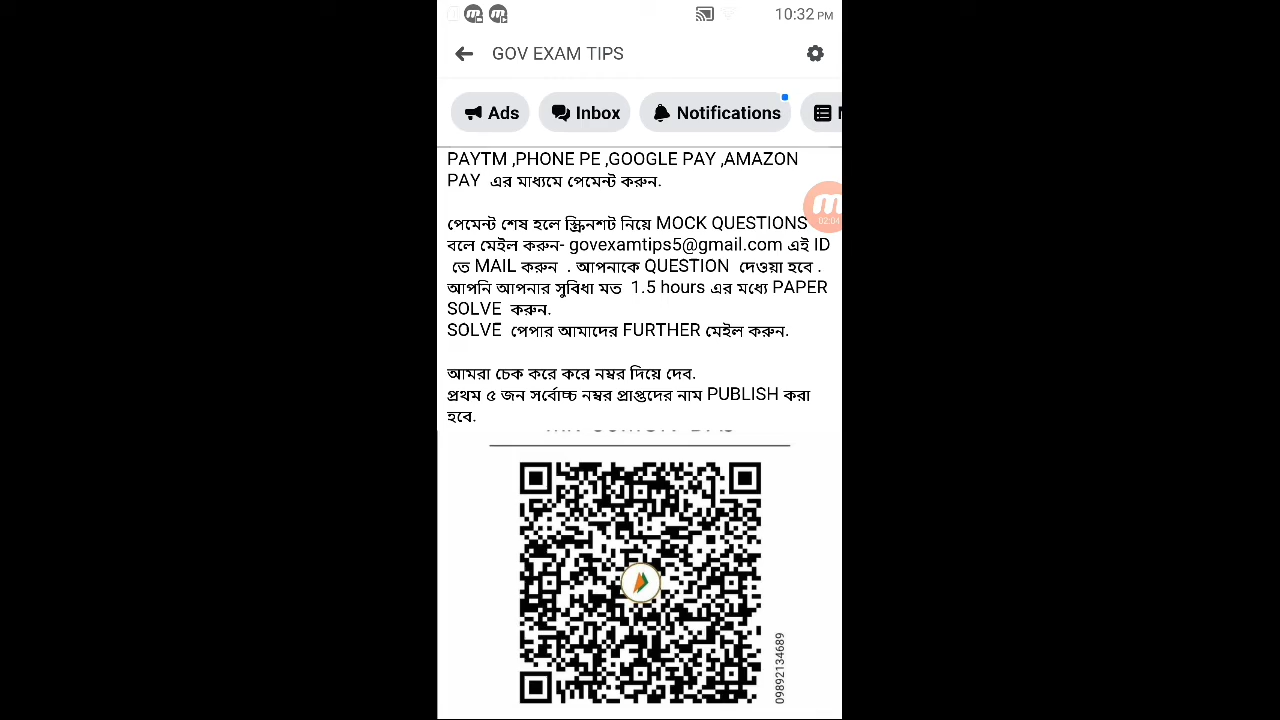 10:32 PM
GOV EXAM TIPS
Ads
Inbox
Notifications
PAYTM ,PHONE PE ,GOOGLE PAY ,AMAZON
PAY এর মাধ্যমে পেমেন্ট করুন.
02:04
পেমেন্ট শেষ হলে স্ক্রিনশট নিয়ে MOCK QUESTIONS
বলে মেইল করুন- govexamtips5@gmail.com এই ID
তে MAIL করুন . আপনাকে QUESTION দেওয়া হবে .
আপনি আপনার সুবিধা মত 1.5 hours এর মধ্যে PAPER
SOLVE করুন.
SOLVE পেপার আমাদের FURTHER মেইল করুন.
আমরা চেক করে করে নম্বর দিয়ে দেব.
প্রথম ৫ জন সর্বোচ্চ নম্বর প্রাপ্তদের নাম PUBLISH করা
হবে.
09892134689